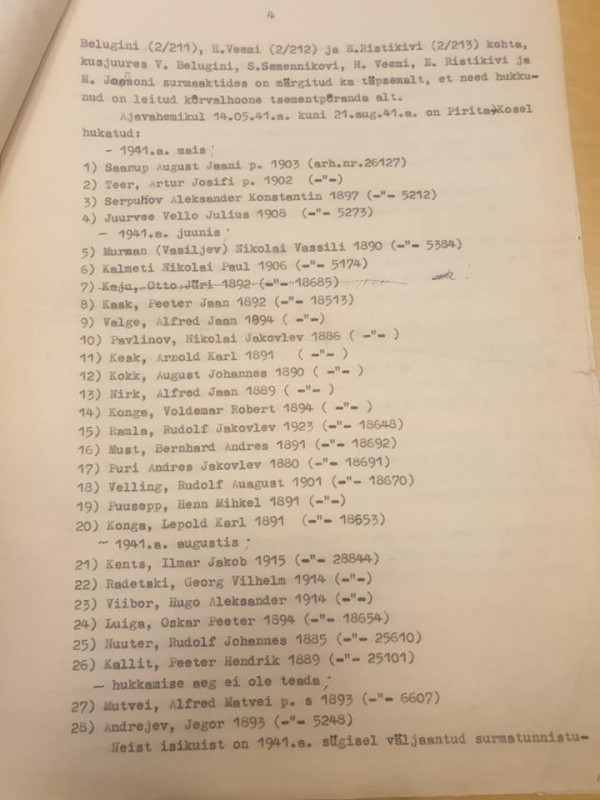 4
Belugini (2/211), H.Veemi (2/212) ja E.Ristikivi (2/213) kohta,
kusjuures V. Belugini, S.Semennikovi, H. Veemi, E. Ristikivi ja
M. Jaasoni surmaaktides on märgitud ka täpsemalt, et need hukku-
nud on leitud kõrvalhoone tsementpõranda alt.
Ajavahemikul 14.05.41.a. kuni 21.aug.41.a. on Pirita-Kosel
hukatud:
- 1941.a. mais;
1) Saarup August Jaani p. 1903 (arh.nr.26127)
2) Teer, Artur Josifi p. 1902 (-"-)
3) Serpuhov Aleksander Konstantin 1897 (-"- 5212)
4) Juurvee Vello Julius 1908 (-"- 5273)
- 1941.a. juunis;
5) Murman (Vasiljev) Nikolai Vassili 1890 (-"- 5384)
6) Kalmeti Nikolai Paul 1906 (-"- 5174)
7) Kaju, Otto Jüri 1892 (-"- 18685)
8) Kask, Peeter Jaan 1892 (-"- 18513)
9) Valge, Alfred Jaan 1894 ( -"-)
10) Pavlinov, Nikolai Jakovlev 1886 ( -"- )
11) Kesk, Arnold Karl 1891 ( -"- )
12) Kokk, August Johannes 1890 ( -"- )
13) Nirk, Alfred Jaan 1889 ( -"- )
14) Konga, Voldemar Robert 1894 ( -"- )
15) Ramla, Rudolf Jakovlev 1923 (-"- 18648)
16) Must, Bernhard Andres 1891 (-"- 18692)
17) Puri Andres Jakovlev 1880 (-"- 18691)
18) Velling, Rudolf Auagust 1901 (-"- 18670)
19) Puusepp, Henn Mihkel 1891 (-"-)
20) Konga, Lepold Karl 1891 (-"- 18653)
- 1941.a. augustis;
21) Kents, Ilmar Jakob 1915 (-"- 28844)
22) Radetski, Georg Vilhelm 1914 (-"-)
23) Viibor, Hugo Aleksander 1914 (-"-)
24) Luiga, Oskar Peeter 1894 (-"- 18654)
25) Nuuter, Rudolf Johannes 1885 (-"- 25610)
26) Kallit, Peeter Hendrik 1889 (-"- 25101)
- hukkamise aeg ei ole teada;
27) Mutvei, Alfred Matvei p. s 1893 (-"- 6607)
28) Andrejev, Jegor 1893 (-"- 5248)
Neist isikuist on 1941.a. sügisel väljaantud surmatunnistu-